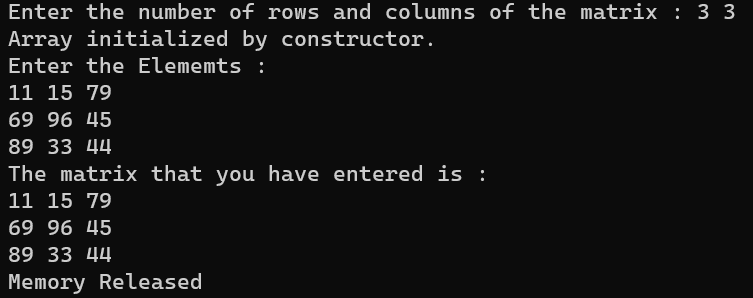 Enter the number of rows and columns of the matrix : 3 3
Array initialized by constructor.
Enter the Elememts :
11 15 79
69 96 45
89 33 44
The matrix that you have entered is :
11 15 79
69 96 45
89 33 44
Memory Released